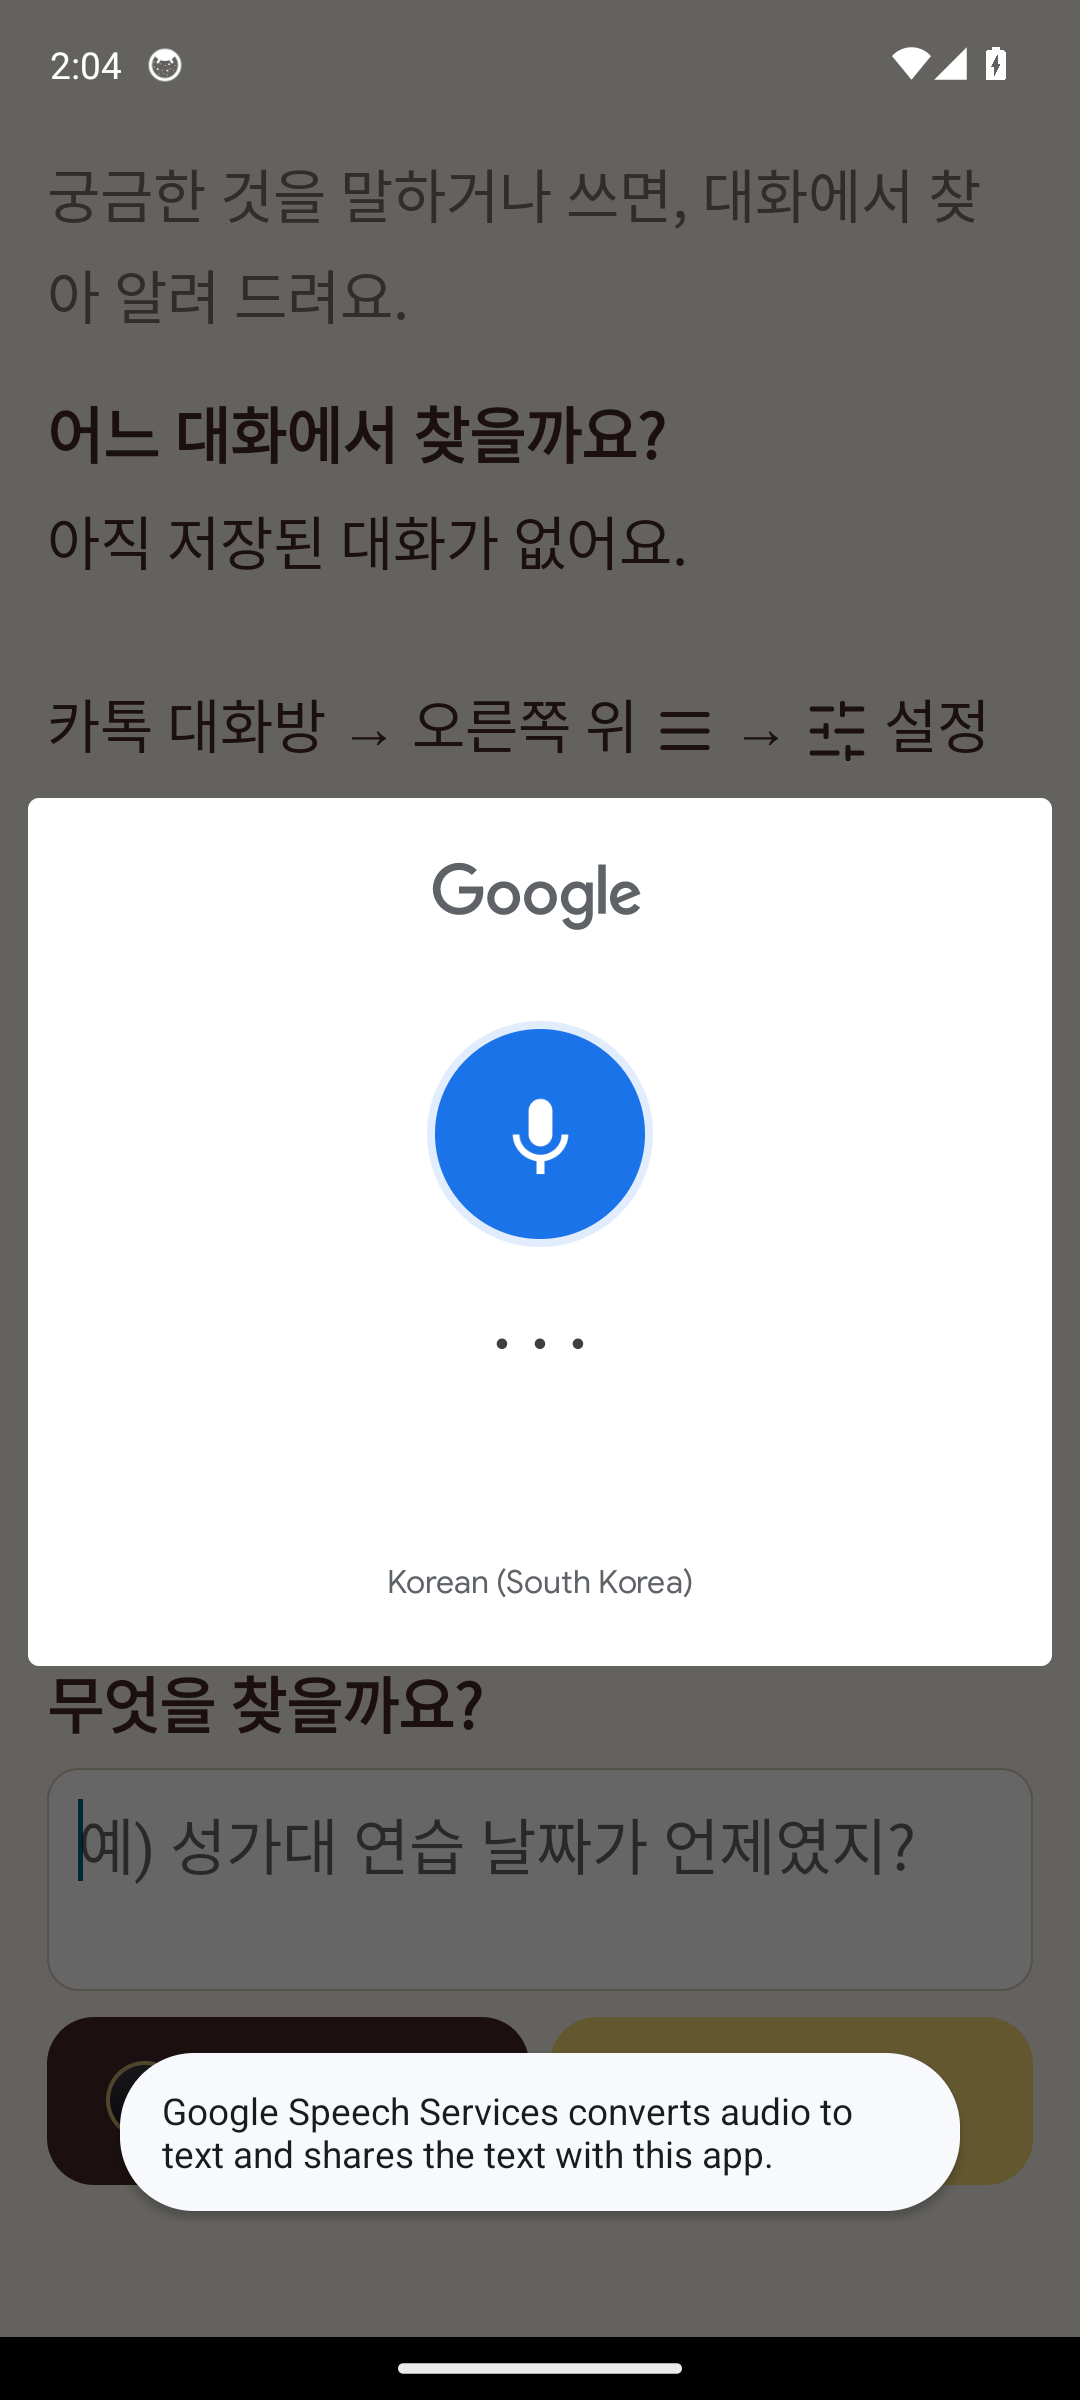 2:04
궁금한 것을 말하거나 쓰면, 대화에서 찾
아 알려 드려요.
어느 대화에서 찾을까요?
아직 저장된 대화가 없어요.
카톡 대화방 → 오른쪽 위 → 설정
Google
Korean (South Korea)
무엇을 찾을까요?
예) 성가대 연습 날짜가 언제였지?
Google Speech Services converts audio to
text and shares the text with this app.